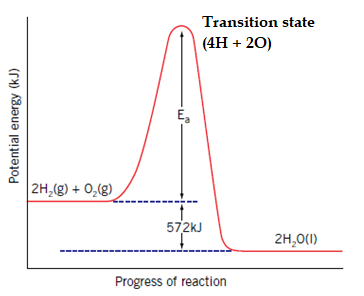 Transition state
(4H + 2O)
Potential energy (kJ)
Eₐ
2H₂(g) + O₂(g)
572kJ
2H₂O(l)
Progress of reaction